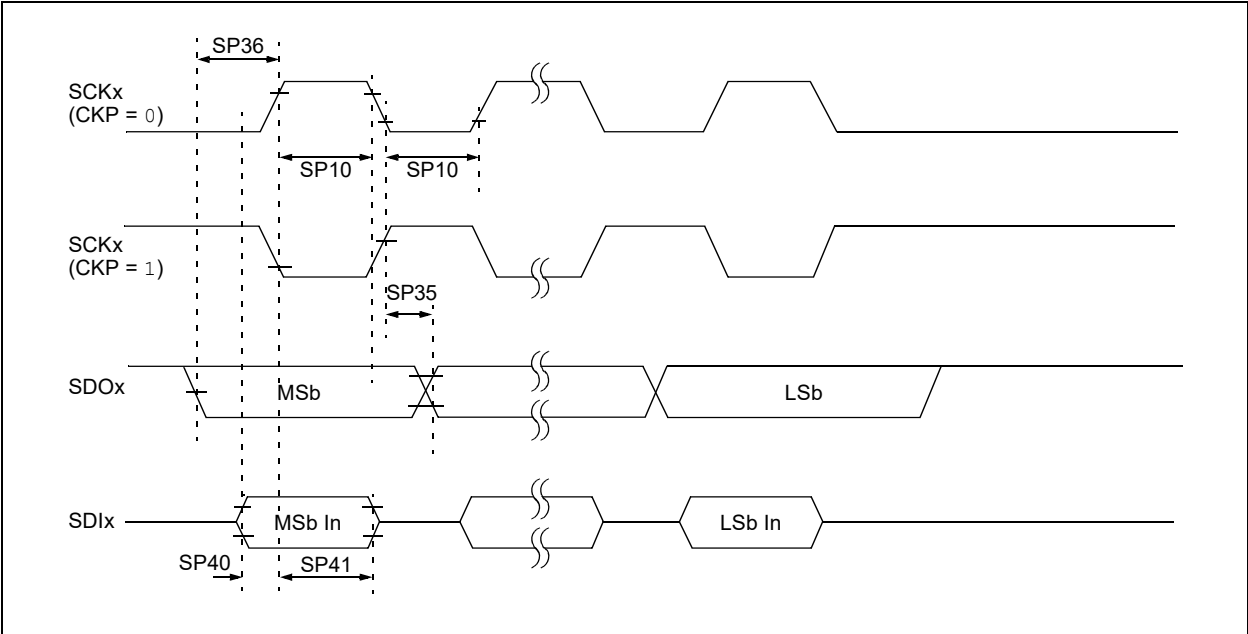 SP36
SCKx
(CKP = 0)
SP10
SP10
SCKx
(CKP = 1)
SP35
SDOx
MSb
LSb
SDIx
MSb In
LSb In
SP40
SP41